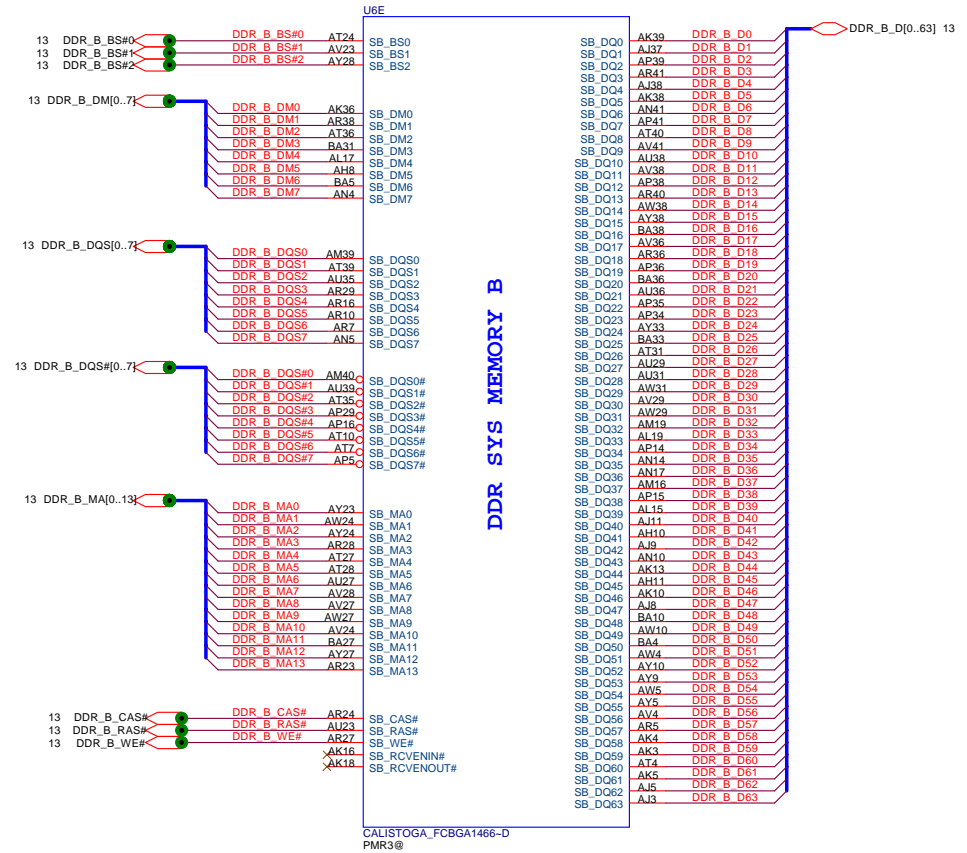 U6E
13 DDR_B_BS#0 DDR_B_BS#0 AT24 SB_BS0
13 DDR_B_BS#1 DDR_B_BS#1 AV23 SB_BS1
13 DDR_B_BS#2 DDR_B_BS#2 AY28 SB_BS2
13 DDR_B_DM[0..7]
DDR_B_DM0 AK36 SB_DM0
DDR_B_DM1 AR38 SB_DM1
DDR_B_DM2 AT36 SB_DM2
DDR_B_DM3 BA31 SB_DM3
DDR_B_DM4 AL17 SB_DM4
DDR_B_DM5 AH8 SB_DM5
DDR_B_DM6 BA5 SB_DM6
DDR_B_DM7 AN4 SB_DM7
13 DDR_B_DQS[0..7]
DDR_B_DQS0 AM39 SB_DQS0
DDR_B_DQS1 AT39 SB_DQS1
DDR_B_DQS2 AU35 SB_DQS2
DDR_B_DQS3 AR29 SB_DQS3
DDR_B_DQS4 AR16 SB_DQS4
DDR_B_DQS5 AR10 SB_DQS5
DDR_B_DQS6 AR7 SB_DQS6
DDR_B_DQS7 AN5 SB_DQS7
13 DDR_B_DQS#[0..7]
DDR_B_DQS#0 AM40 SB_DQS0#
DDR_B_DQS#1 AU39 SB_DQS1#
DDR_B_DQS#2 AT35 SB_DQS2#
DDR_B_DQS#3 AP29 SB_DQS3#
DDR_B_DQS#4 AP16 SB_DQS4#
DDR_B_DQS#5 AT10 SB_DQS5#
DDR_B_DQS#6 AT7 SB_DQS6#
DDR_B_DQS#7 AP5 SB_DQS7#
13 DDR_B_MA[0..13]
DDR_B_MA0 AY23 SB_MA0
DDR_B_MA1 AW24 SB_MA1
DDR_B_MA2 AY24 SB_MA2
DDR_B_MA3 AR28 SB_MA3
DDR_B_MA4 AT27 SB_MA4
DDR_B_MA5 AT28 SB_MA5
DDR_B_MA6 AU27 SB_MA6
DDR_B_MA7 AV28 SB_MA7
DDR_B_MA8 AV27 SB_MA8
DDR_B_MA9 AW27 SB_MA9
DDR_B_MA10 AV24 SB_MA10
DDR_B_MA11 BA27 SB_MA11
DDR_B_MA12 AY27 SB_MA12
DDR_B_MA13 AR23 SB_MA13
13 DDR_B_CAS# DDR_B_CAS# AR24 SB_CAS#
13 DDR_B_RAS# DDR_B_RAS# AU23 SB_RAS#
13 DDR_B_WE# DDR_B_WE# AR27 SB_WE#
AK16 SB_RCVENIN#
AK18 SB_RCVENOUT#
DDR SYS MEMORY B
SB_DQ0 AK39 DDR_B_D0
SB_DQ1 AJ37 DDR_B_D1
SB_DQ2 AP39 DDR_B_D2
SB_DQ3 AR41 DDR_B_D3
SB_DQ4 AJ38 DDR_B_D4
SB_DQ5 AK38 DDR_B_D5
SB_DQ6 AN41 DDR_B_D6
SB_DQ7 AP41 DDR_B_D7
SB_DQ8 AT40 DDR_B_D8
SB_DQ9 AV41 DDR_B_D9
SB_DQ10 AU38 DDR_B_D10
SB_DQ11 AV38 DDR_B_D11
SB_DQ12 AP38 DDR_B_D12
SB_DQ13 AR40 DDR_B_D13
SB_DQ14 AW38 DDR_B_D14
SB_DQ15 AY38 DDR_B_D15
SB_DQ16 BA38 DDR_B_D16
SB_DQ17 AV36 DDR_B_D17
SB_DQ18 AR36 DDR_B_D18
SB_DQ19 AP36 DDR_B_D19
SB_DQ20 BA36 DDR_B_D20
SB_DQ21 AU36 DDR_B_D21
SB_DQ22 AP35 DDR_B_D22
SB_DQ23 AP34 DDR_B_D23
SB_DQ24 AY33 DDR_B_D24
SB_DQ25 BA33 DDR_B_D25
SB_DQ26 AT31 DDR_B_D26
SB_DQ27 AU29 DDR_B_D27
SB_DQ28 AU31 DDR_B_D28
SB_DQ29 AW31 DDR_B_D29
SB_DQ30 AV29 DDR_B_D30
SB_DQ31 AW29 DDR_B_D31
SB_DQ32 AM19 DDR_B_D32
SB_DQ33 AL19 DDR_B_D33
SB_DQ34 AP14 DDR_B_D34
SB_DQ35 AN14 DDR_B_D35
SB_DQ36 AN17 DDR_B_D36
SB_DQ37 AM16 DDR_B_D37
SB_DQ38 AP15 DDR_B_D38
SB_DQ39 AL15 DDR_B_D39
SB_DQ40 AJ11 DDR_B_D40
SB_DQ41 AH10 DDR_B_D41
SB_DQ42 AJ9 DDR_B_D42
SB_DQ43 AN10 DDR_B_D43
SB_DQ44 AK13 DDR_B_D44
SB_DQ45 AH11 DDR_B_D45
SB_DQ46 AK10 DDR_B_D46
SB_DQ47 AJ8 DDR_B_D47
SB_DQ48 BA10 DDR_B_D48
SB_DQ49 AW10 DDR_B_D49
SB_DQ50 BA4 DDR_B_D50
SB_DQ51 AW4 DDR_B_D51
SB_DQ52 AY10 DDR_B_D52
SB_DQ53 AY9 DDR_B_D53
SB_DQ54 AW5 DDR_B_D54
SB_DQ55 AY5 DDR_B_D55
SB_DQ56 AV4 DDR_B_D56
SB_DQ57 AR5 DDR_B_D57
SB_DQ58 AK4 DDR_B_D58
SB_DQ59 AK3 DDR_B_D59
SB_DQ60 AT4 DDR_B_D60
SB_DQ61 AK5 DDR_B_D61
SB_DQ62 AJ5 DDR_B_D62
SB_DQ63 AJ3 DDR_B_D63
DDR_B_D[0..63] 13
CALISTOGA_FCBGA1466~D
PMR3@